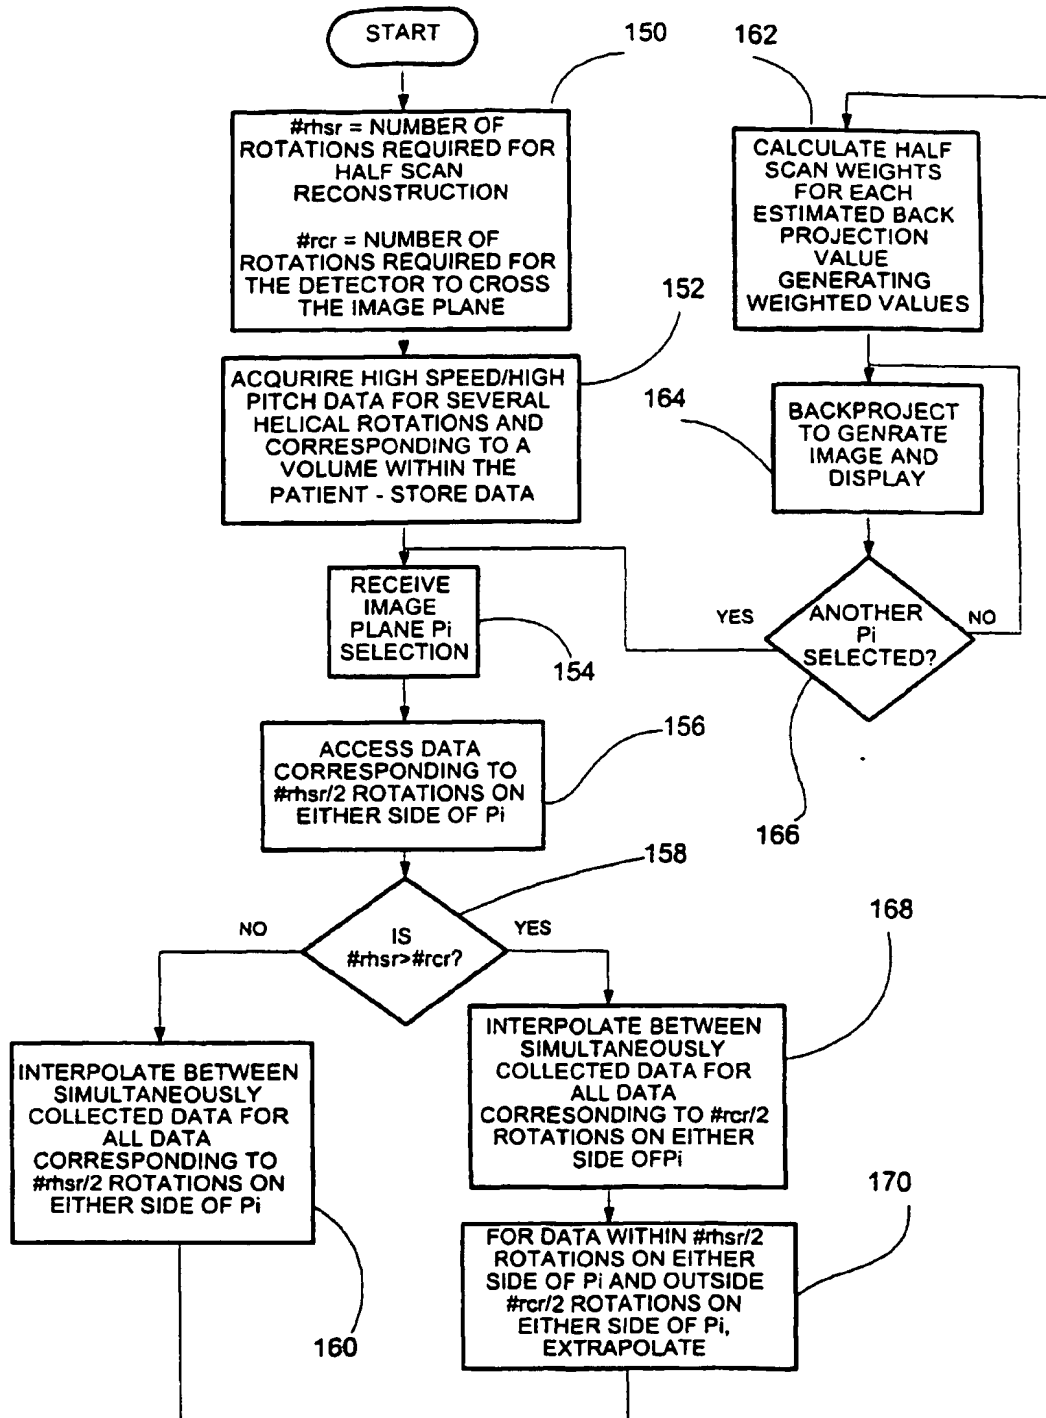 START
150
#rhsr = NUMBER OF
ROTATIONS REQUIRED FOR
HALF SCAN
RECONSTRUCTION
#rcr = NUMBER OF
ROTATIONS REQUIRED FOR
THE DETECTOR TO CROSS
THE IMAGE PLANE
152
ACQURIRE HIGH SPEED/HIGH
PITCH DATA FOR SEVERAL
HELICAL ROTATIONS AND
CORRESPONDING TO A
VOLUME WITHIN THE
PATIENT - STORE DATA
RECEIVE
IMAGE
PLANE Pi
SELECTION
154
ACCESS DATA
CORRESPONDING TO
#rhsr/2 ROTATIONS ON
EITHER SIDE OF Pi
156
158
IS
#rhsr>#rcr?
NO
YES
INTERPOLATE BETWEEN
SIMULTANEOUSLY
COLLECTED DATA FOR
ALL DATA
CORRESPONDING TO
#rhsr/2 ROTATIONS ON
EITHER SIDE OF Pi
160
162
CALCULATE HALF
SCAN WEIGHTS
FOR EACH
ESTIMATED BACK
PROJECTION
VALUE
GENERATING
WEIGHTED VALUES
164
BACKPROJECT
TO GENRATE
IMAGE AND
DISPLAY
YES
ANOTHER
Pi
SELECTED?
NO
166
168
INTERPOLATE BETWEEN
SIMULTANEOUSLY
COLLECTED DATA FOR
ALL DATA
CORRESONDING TO #rcr/2
ROTATIONS ON EITHER
SIDE OFPi
170
FOR DATA WITHIN #rhsr/2
ROTATIONS ON EITHER
SIDE OF Pi AND OUTSIDE
#rcr/2 ROTATIONS ON
EITHER SIDE OF Pi,
EXTRAPOLATE